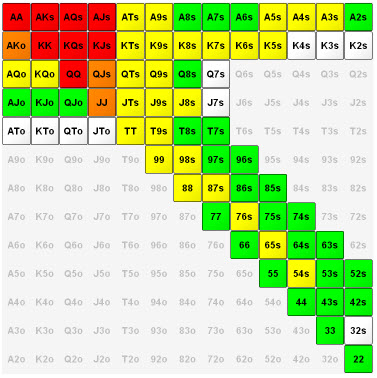 AA AKs AQs AJs ATs A9s A8s A7s A6s A5s A4s A3s A2s
AKo KK KQs KJs KTs K9s K8s K7s K6s K5s K4s K3s K2s
AQo KQo QQ QJs QTs Q9s Q8s Q7s Q6s Q5s Q4s Q3s Q2s
AJo KJo QJo JJ JTs J9s J8s J7s J6s J5s J4s J3s J2s
ATo KTo QTo JTo TT T9s T8s T7s T6s T5s T4s T3s T2s
A9o K9o Q9o J9o T9o 99 98s 97s 96s 95s 94s 93s 92s
A8o K8o Q8o J8o T8o 98o 88 87s 86s 85s 84s 83s 82s
A7o K7o Q7o J7o T7o 97o 87o 77 76s 75s 74s 73s 72s
A6o K6o Q6o J6o T6o 96o 86o 76o 66 65s 64s 63s 62s
A5o K5o Q5o J5o T5o 95o 85o 75o 65o 55 54s 53s 52s
A4o K4o Q4o J4o T4o 94o 84o 74o 64o 54o 44 43s 42s
A3o K3o Q3o J3o T3o 93o 83o 73o 63o 53o 43o 33 32s
A2o K2o Q2o J2o T2o 92o 82o 72o 62o 52o 42o 32o 22